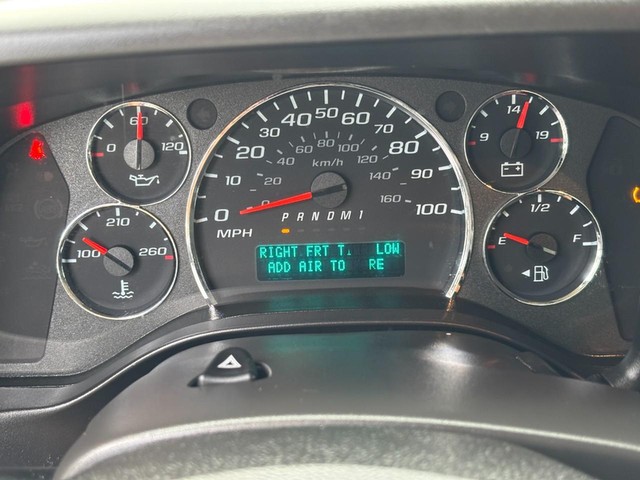 0 60 120
100 210 260
0 10 20 30 40 50 60 70 80 90 100
0 20 40 60 80 100 120 140 160
km/h
MPH
PRNDM1
RIGHT FRT T. LOW
ADD AIR TO RE
9 14 19
E 1/2 F